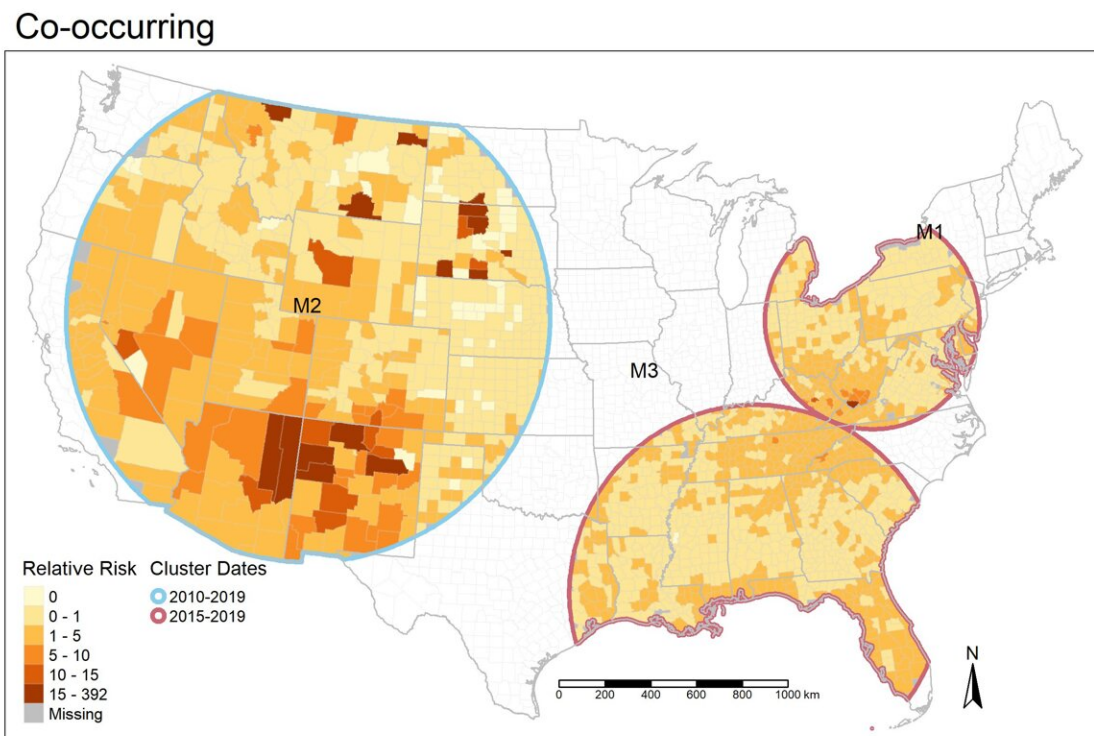 Co-occurring
M1
M2
M3
Relative Risk
0
0 - 1
1 - 5
5 - 10
10 - 15
15 - 392
Missing
Cluster Dates
2010-2019
2015-2019
0 200 400 600 800 1000 km
N